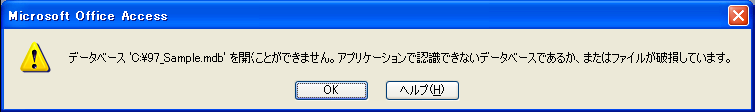 Microsoft Office Access
データベース 'C:¥97_Sample.mdb' を開くことができません。アプリケーションで認識できないデータベースであるか、またはファイルが破損しています。
OK
ヘルプ(H)